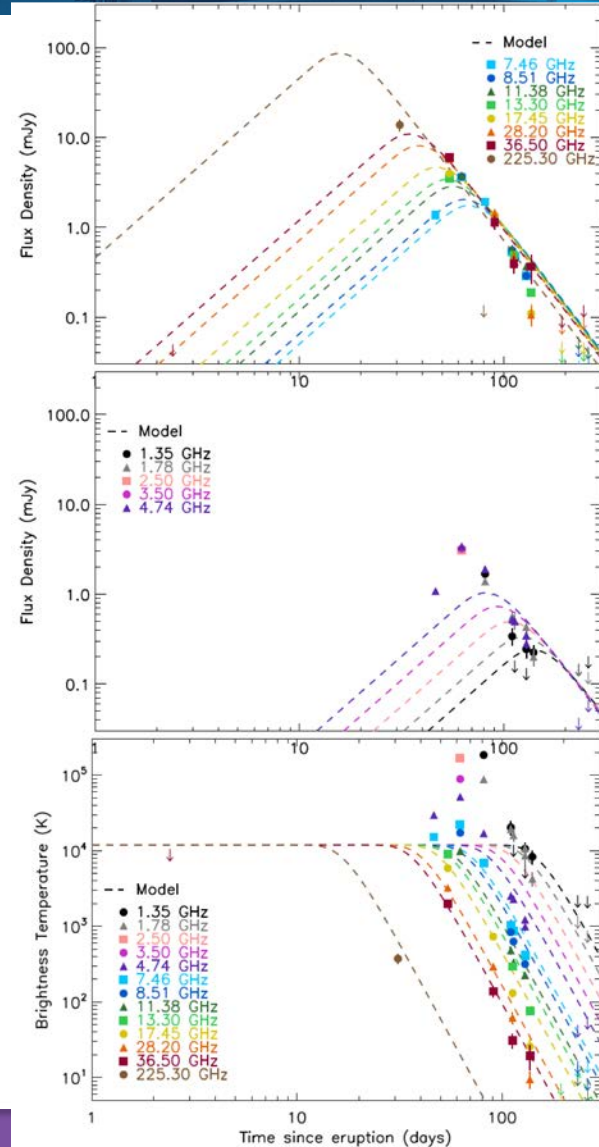 100.0
10.0
1.0
0.1
Flux Density (mJy)
Model
7.46 GHz
8.51 GHz
11.38 GHz
13.30 GHz
17.45 GHz
28.20 GHz
36.50 GHz
225.30 GHz
1
10
100
100.0
10.0
1.0
0.1
Flux Density (mJy)
Model
1.35 GHz
1.78 GHz
2.50 GHz
3.50 GHz
4.74 GHz
1
10
100
10⁵
10⁴
10³
10²
10¹
Brightness Temperature (K)
Model
1.35 GHz
1.78 GHz
2.50 GHz
3.50 GHz
4.74 GHz
7.46 GHz
8.51 GHz
11.38 GHz
13.30 GHz
17.45 GHz
28.20 GHz
36.50 GHz
225.30 GHz
1
10
100
Time since eruption (days)